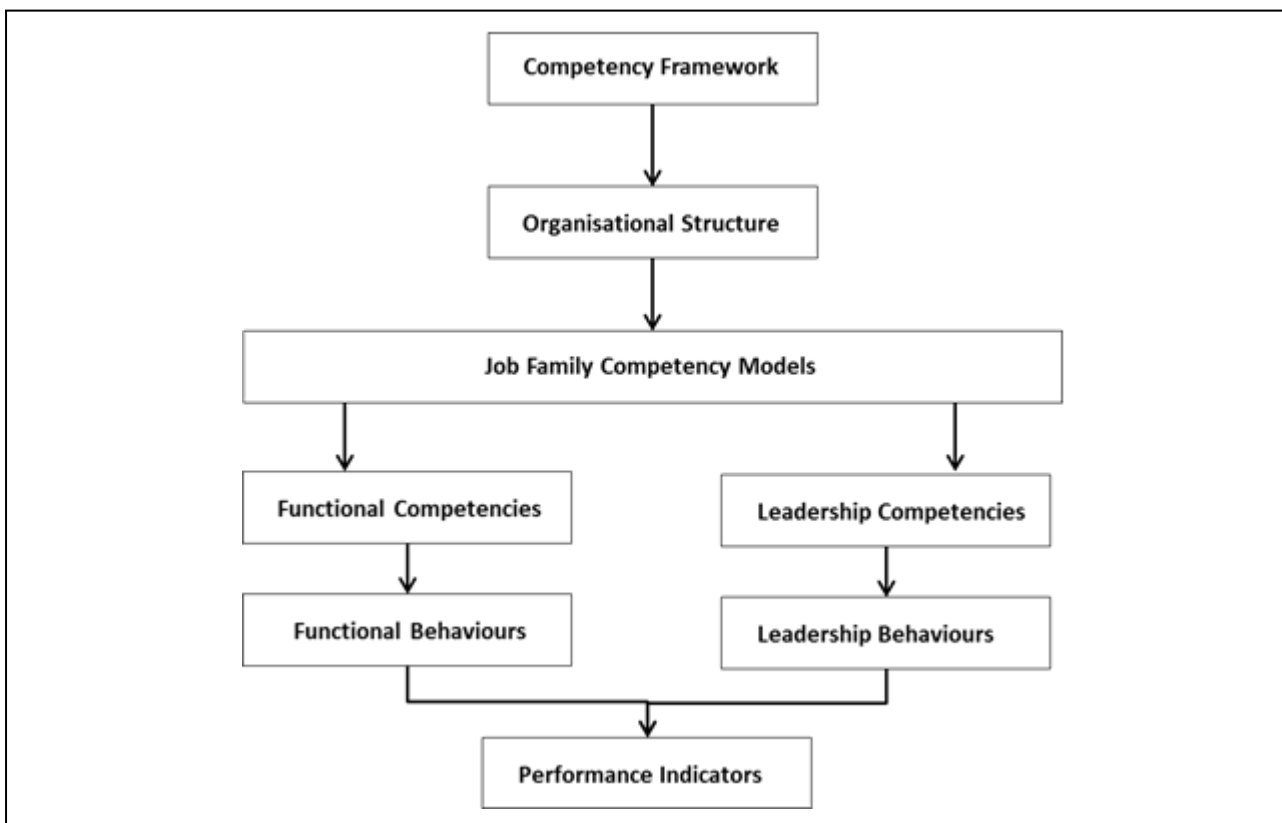 Competency Framework
Organisational Structure
Job Family Competency Models
Functional Competencies
Leadership Competencies
Functional Behaviours
Leadership Behaviours
Performance Indicators